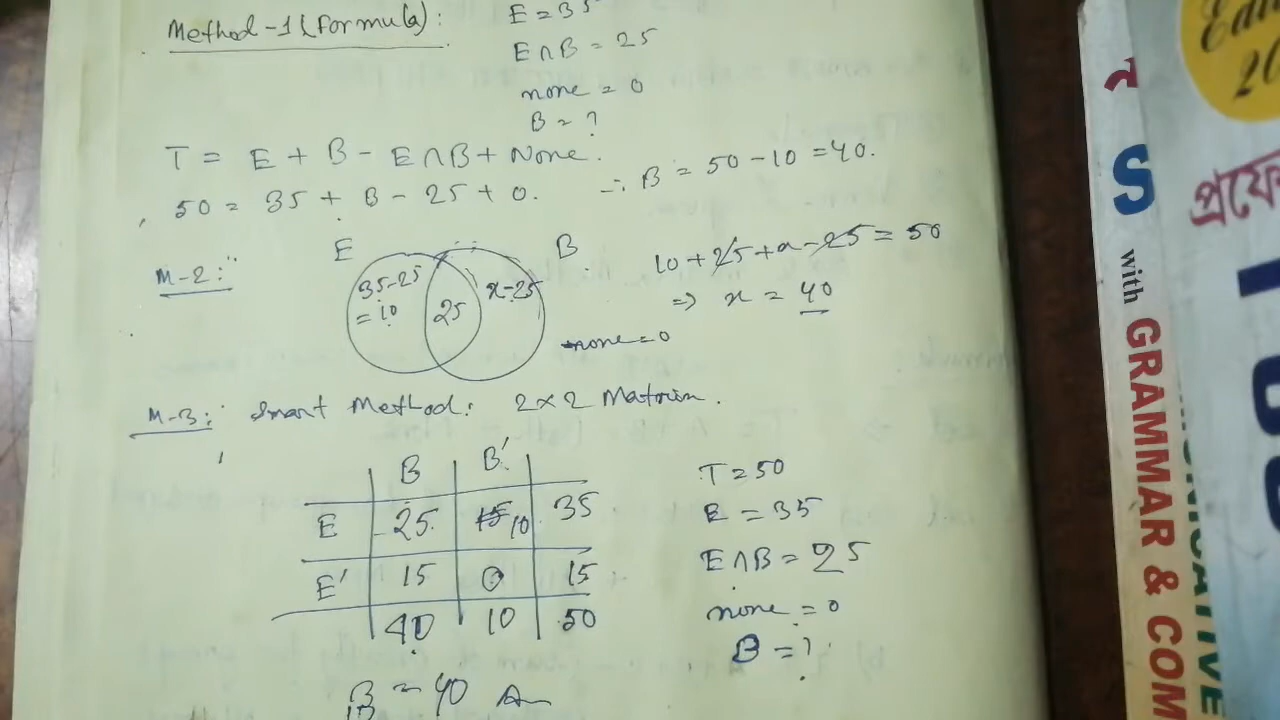 Method-1 (Formula):
E = 35
E∩B = 25
none = 0
B = ?
T = E + B - E∩B + None.
50 = 35 + B - 25 + 0. ∴ B = 50 - 10 = 40.
M-2:
E
B
35-25
= 10
25
x-25
none = 0
10 + 25 + x - 25 = 50
⇒ x = 40
M-3: Smart Method: 2×2 Matrix.
B B'
E 25 10 35
E' 15 0 15
40 10 50
T = 50
E = 35
E∩B = 25
none = 0
B = ?
B = 40 An
S with GRAMMAR & COM
প্রফে